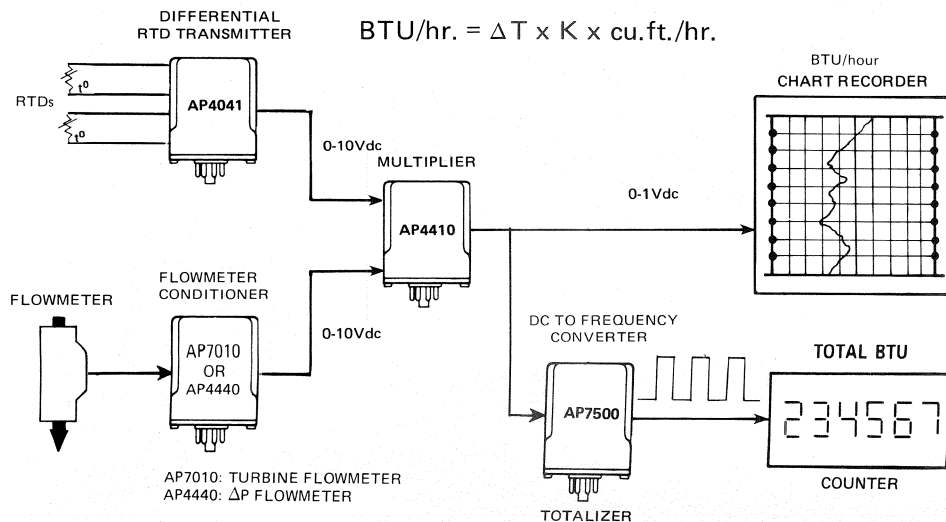 DIFFERENTIAL
RTD TRANSMITTER
BTU/hr. = ΔT x K x cu.ft./hr.
BTU/hour
CHART RECORDER
RTDs
t⁰
t⁰
AP4041
0-10Vdc
MULTIPLIER
AP4410
0-1Vdc
FLOWMETER
FLOWMETER
CONDITIONER
AP7010
OR
AP4440
0-10Vdc
DC TO FREQUENCY
CONVERTER
AP7500
TOTALIZER
TOTAL BTU
234567
COUNTER
AP7010: TURBINE FLOWMETER
AP4440: ΔP FLOWMETER